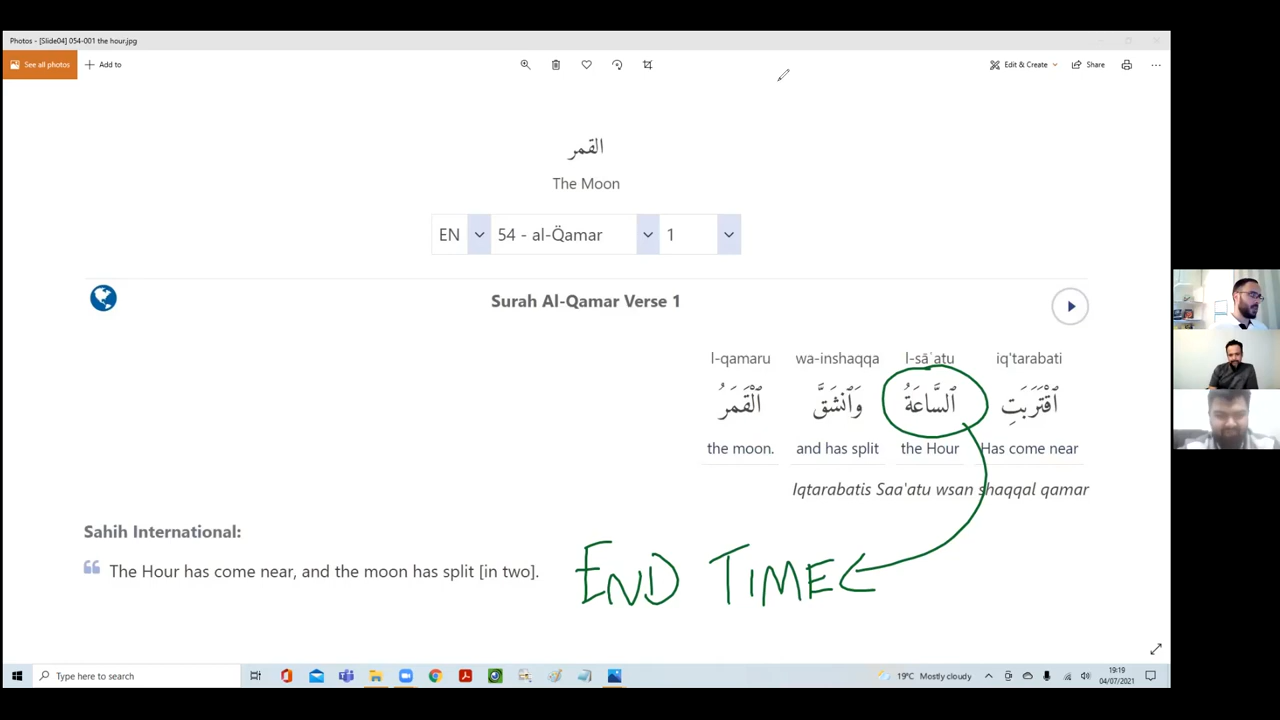 Photos - [Slide04] 054-001 the hour.jpg
See all photos
Add to
Edit & Create
Share
القمر
The Moon
EN
54 - al-Qamar
1
Surah Al-Qamar Verse 1
l-qamaru wa-inshaqqa l-sāʿatu iq'tarabati
ٱقْتَرَبَتِ ٱلسَّاعَةُ وَٱنشَقَّ ٱلْقَمَرُ
the moon. and has split the Hour Has come near
Iqtarabatis Saa'atu wsan shaqqal qamar
Sahih International:
The Hour has come near, and the moon has split [in two].
END TIME
Type here to search
19°C Mostly cloudy
19:19
04/07/2021